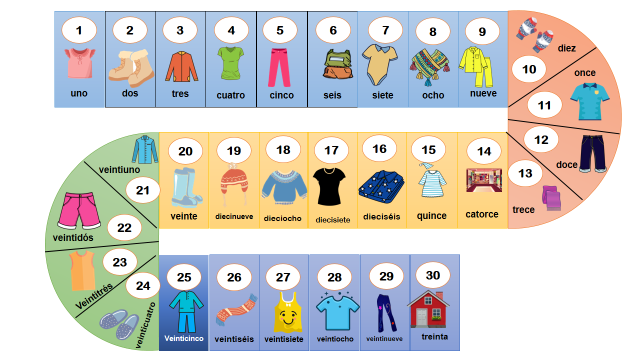 1
uno
2
dos
3
tres
4
cuatro
5
cinco
6
seis
7
siete
8
ocho
9
nueve
diez
10
once
11
12
doce
13
trece
14
catorce
15
quince
16
dieciséis
17
diecisiete
18
dieciocho
19
diecinueve
20
veinte
veintiuno
21
22
veintidós
23
Veintitrés
24
veinticuatro
25
Veinticinco
26
veintiséis
27
veintisiete
28
veintiocho
29
veintinueve
30
treinta